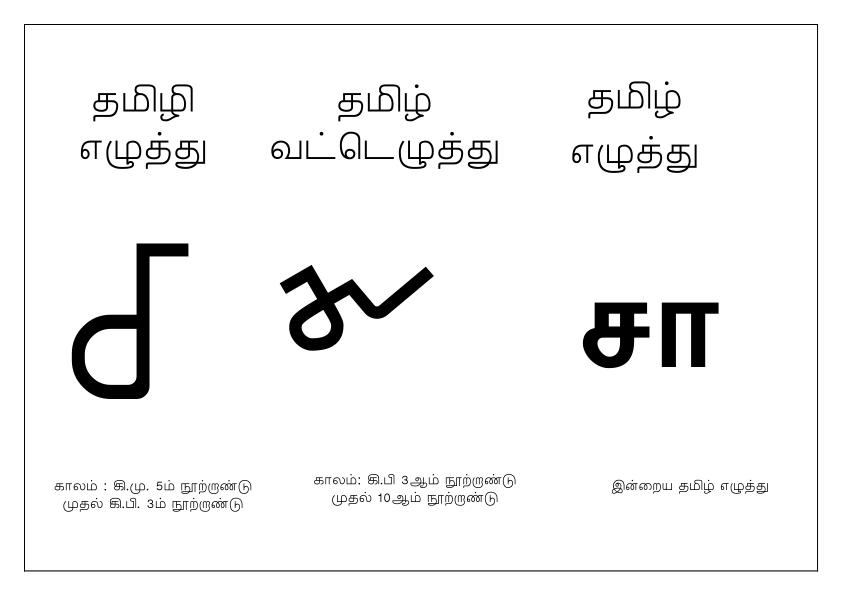 தமிழி
எழுத்து
தமிழ்
வட்டெழுத்து
தமிழ்
எழுத்து
𑀘𑀸
சா
காலம் : கி.மு. 5ம் நூற்றாண்டு
முதல் கி.பி. 3ம் நூற்றாண்டு
காலம்: கி.பி 3ஆம் நூற்றாண்டு
முதல் 10ஆம் நூற்றாண்டு
இன்றைய தமிழ் எழுத்து